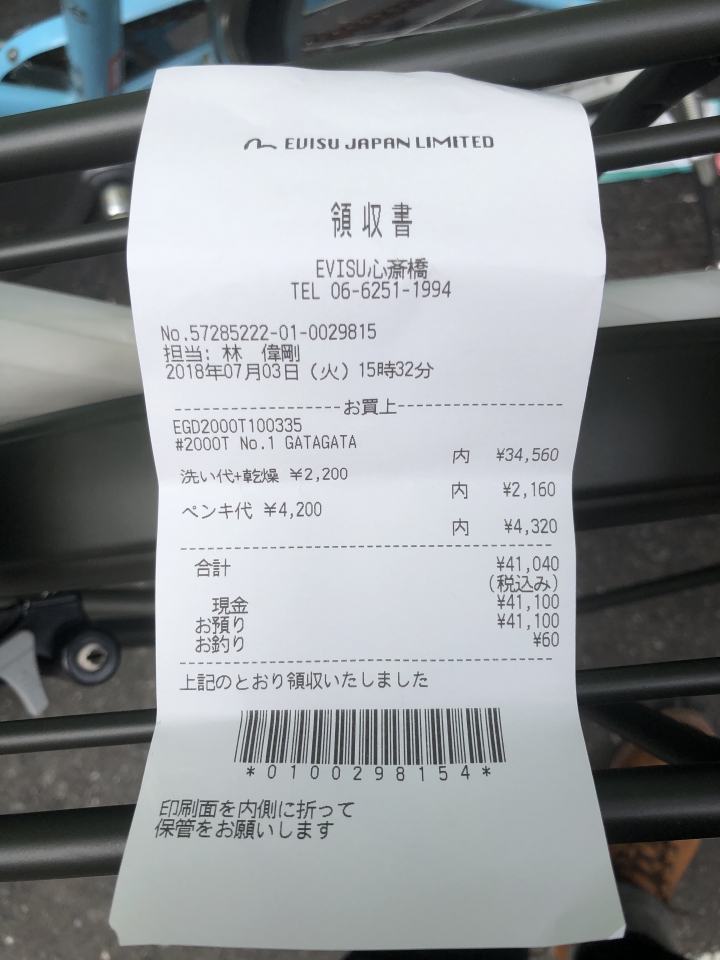 EVISU JAPAN LIMITED
領収書
EVISU心斎橋
TEL 06-6251-1994
No.57285222-01-0029815
担当: 林 偉剛
2018年07月03日（火）15時32分
お買上
EGD2000T100335
#2000T No.1 GATAGATA
内 ¥34,560
洗い代+乾燥 ¥2,200
内 ¥2,160
ペンキ代 ¥4,200
内 ¥4,320
合計 ¥41,040
(税込み)
現金 ¥41,100
お預り ¥41,100
お釣り ¥60
上記のとおり領収いたしました
*0100298154*
印刷面を内側に折って
保管をお願いします